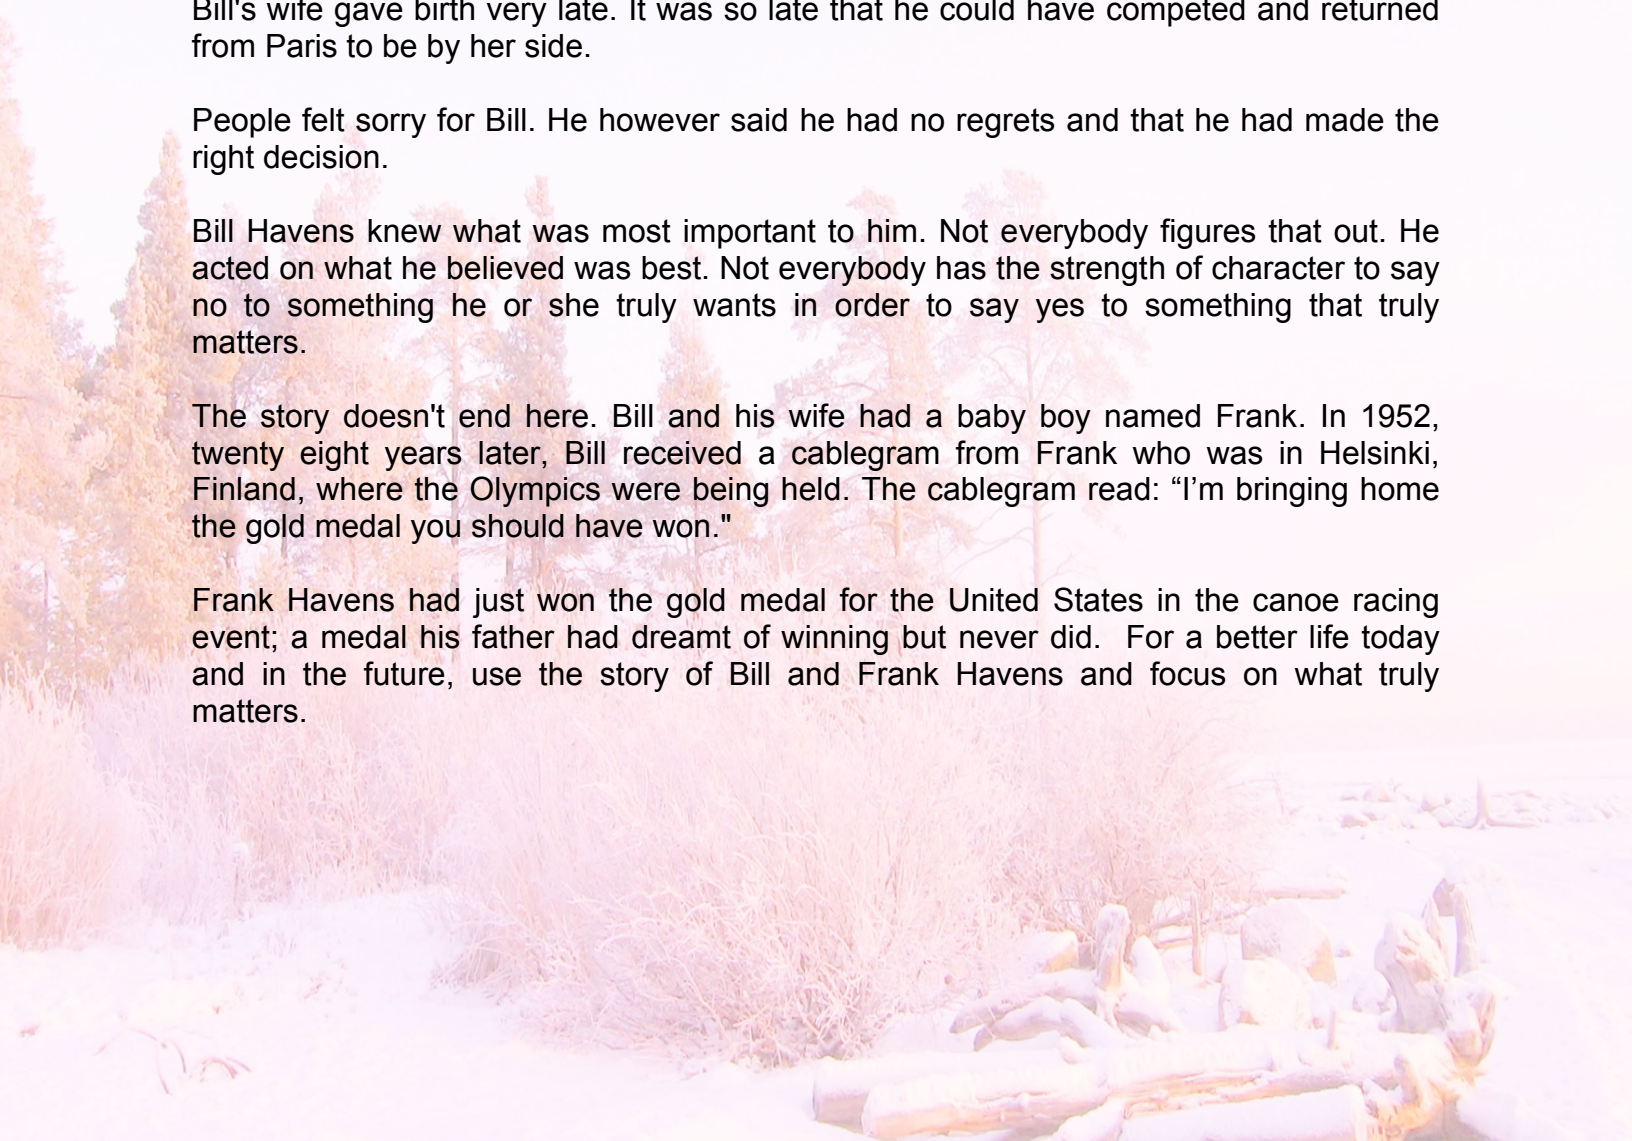 Bill's wife gave birth very late. It was so late that he could have competed and returned
from Paris to be by her side.
People felt sorry for Bill. He however said he had no regrets and that he had made the
right decision.
Bill Havens knew what was most important to him. Not everybody figures that out. He
acted on what he believed was best. Not everybody has the strength of character to say
no to something he or she truly wants in order to say yes to something that truly
matters.
The story doesn't end here. Bill and his wife had a baby boy named Frank. In 1952,
twenty eight years later, Bill received a cablegram from Frank who was in Helsinki,
Finland, where the Olympics were being held. The cablegram read: “I’m bringing home
the gold medal you should have won."
Frank Havens had just won the gold medal for the United States in the canoe racing
event; a medal his father had dreamt of winning but never did.  For a better life today
and in the future, use the story of Bill and Frank Havens and focus on what truly
matters.